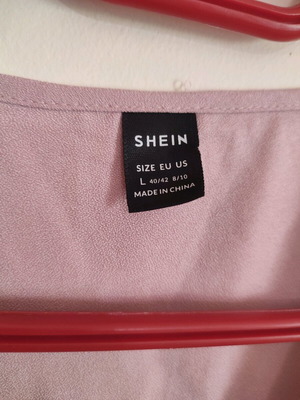 SHEIN
SIZE EU US
L 40/42 8/10
MADE IN CHINA